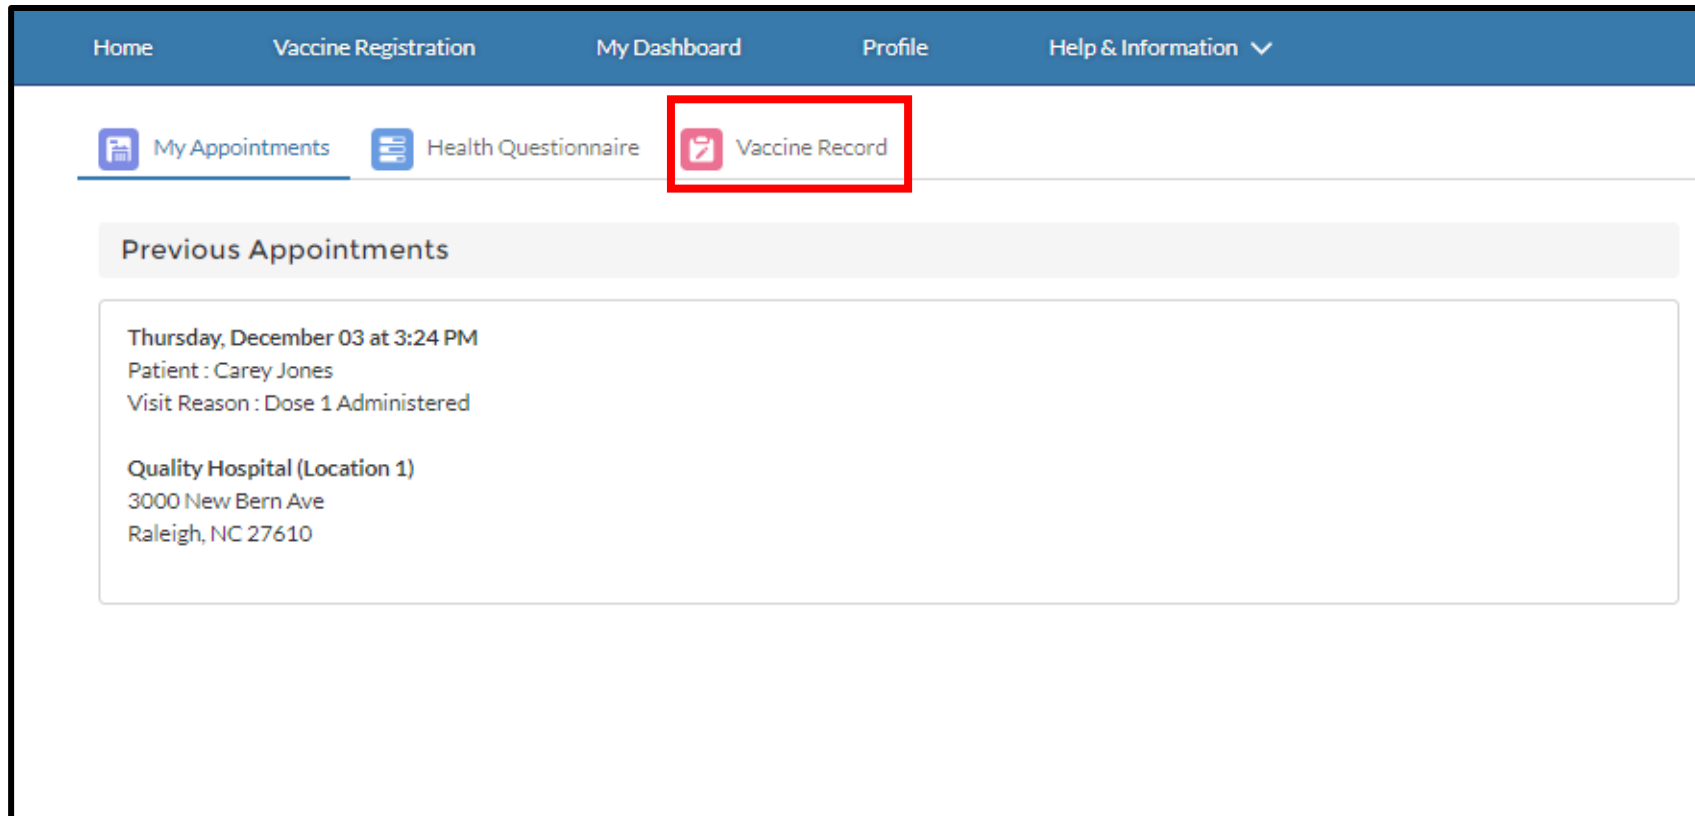 Home Vaccine Registration My Dashboard Profile Help & Information
My Appointments Health Questionnaire Vaccine Record
Previous Appointments
Thursday, December 03 at 3:24 PM
Patient : Carey Jones
Visit Reason : Dose 1 Administered
Quality Hospital (Location 1)
3000 New Bern Ave
Raleigh, NC 27610